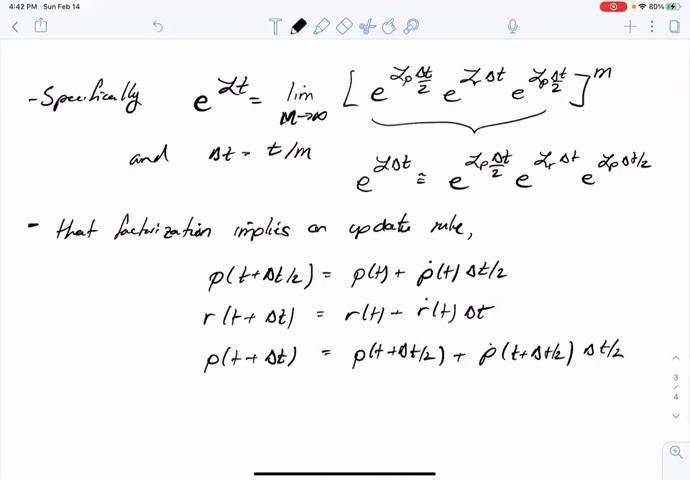 4:42 PM Sun Feb 14
80%
- Specifically e^{ℒt} = lim_{M→∞} [ e^{ℒ_p Δt/2} e^{ℒ_r Δt} e^{ℒ_p Δt/2} ]^m
and Δt = t/m
e^{ℒΔt} ≅ e^{ℒ_p Δt/2} e^{ℒ_r Δt} e^{ℒ_p Δt/2}
- that factorization implies an update rule,
p(t+Δt/2) = p(t) + ṗ(t) Δt/2
r(t+Δt) = r(t) + ṙ(t) Δt
p(t+Δt) = p(t+Δt/2) + ṗ(t+Δt/2) Δt/2
3
/
4